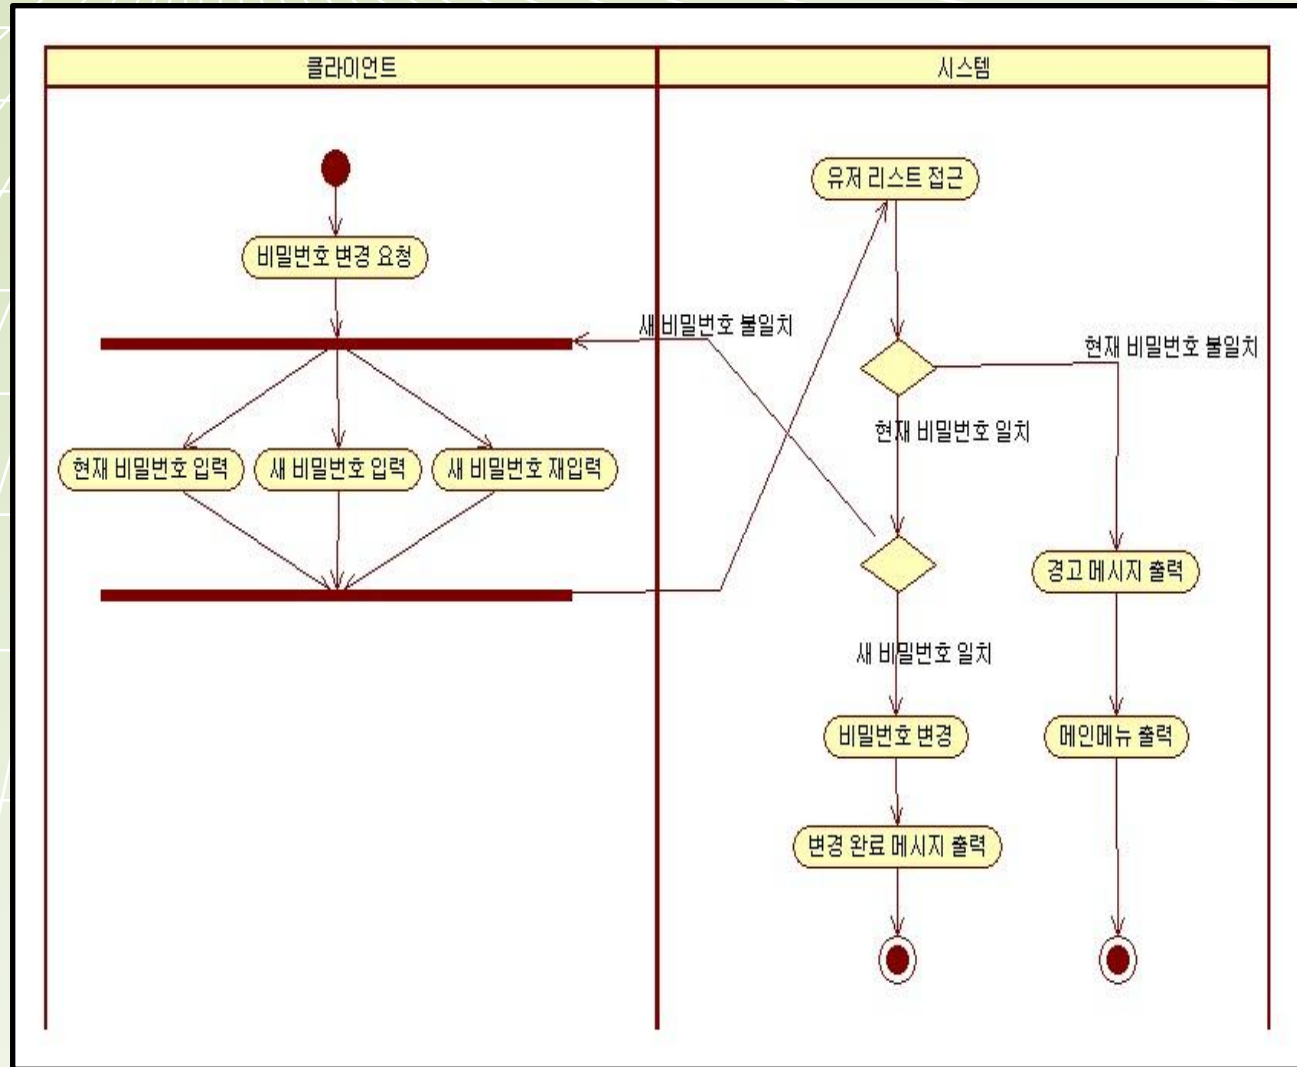 클라이언트
시스템
유저 리스트 접근
비밀번호 변경 요청
새 비밀번호 불일치
현재 비밀번호 불일치
현재 비밀번호 일치
현재 비밀번호 입력
새 비밀번호 입력
새 비밀번호 재입력
경고 메시지 출력
새 비밀번호 일치
비밀번호 변경
메인메뉴 출력
변경 완료 메시지 출력